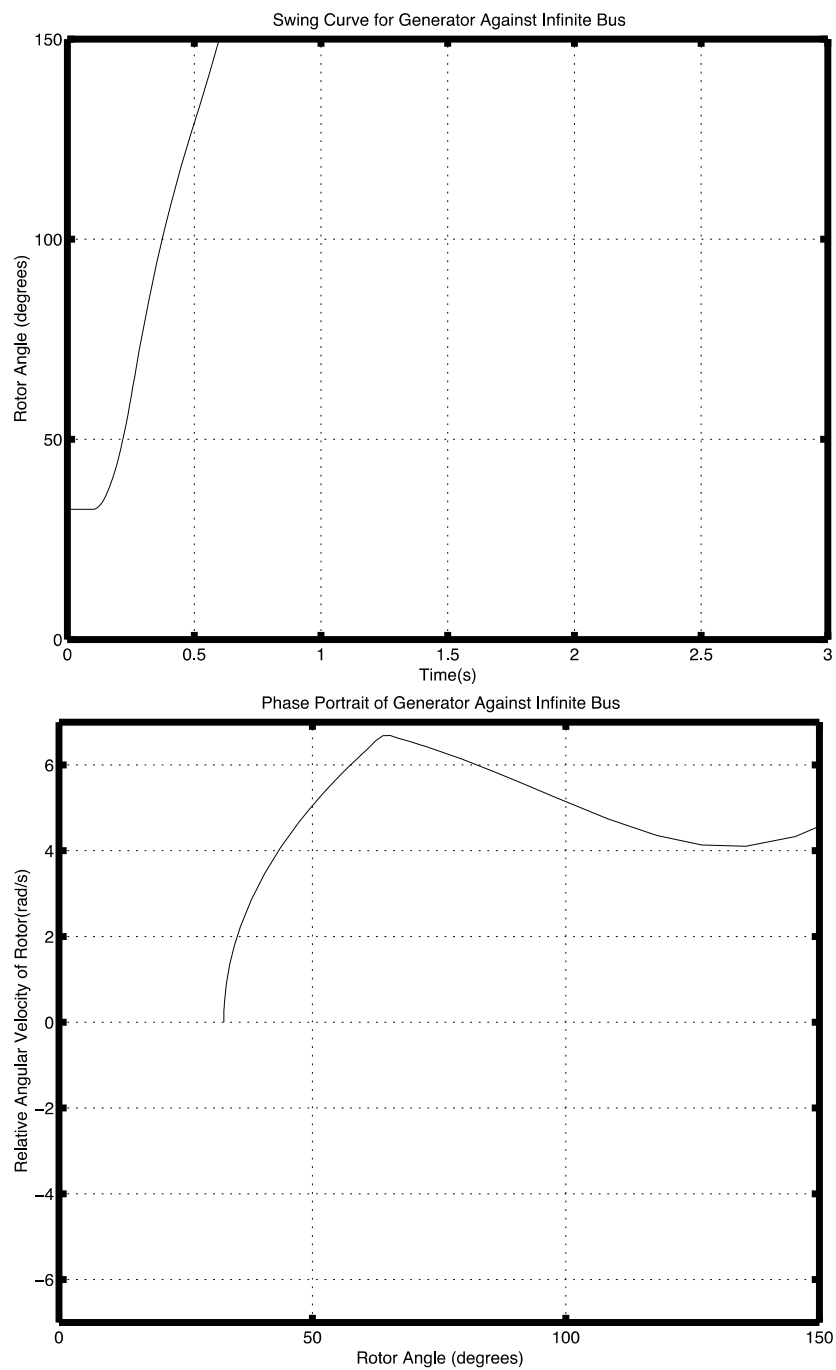 Swing Curve for Generator Against Infinite Bus
150
100
50
0
Rotor Angle (degrees)
0 0.5 1 1.5 2 2.5 3
Time(s)
Phase Portrait of Generator Against Infinite Bus
6
4
2
0
−2
−4
−6
Relative Angular Velocity of Rotor(rad/s)
0 50 100 150
Rotor Angle (degrees)